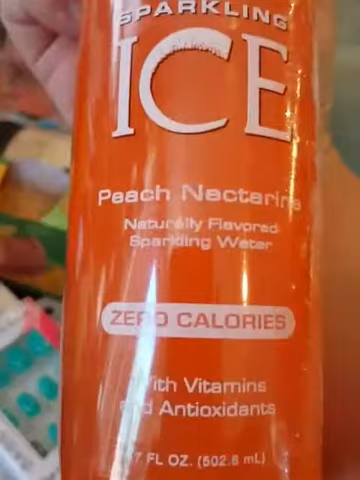 SPARKLING
ICE
Peach Nectarine
Naturally Flavored
Sparkling Water
ZERO CALORIES
With Vitamins
and Antioxidants
7 FL OZ. (502.8 mL)